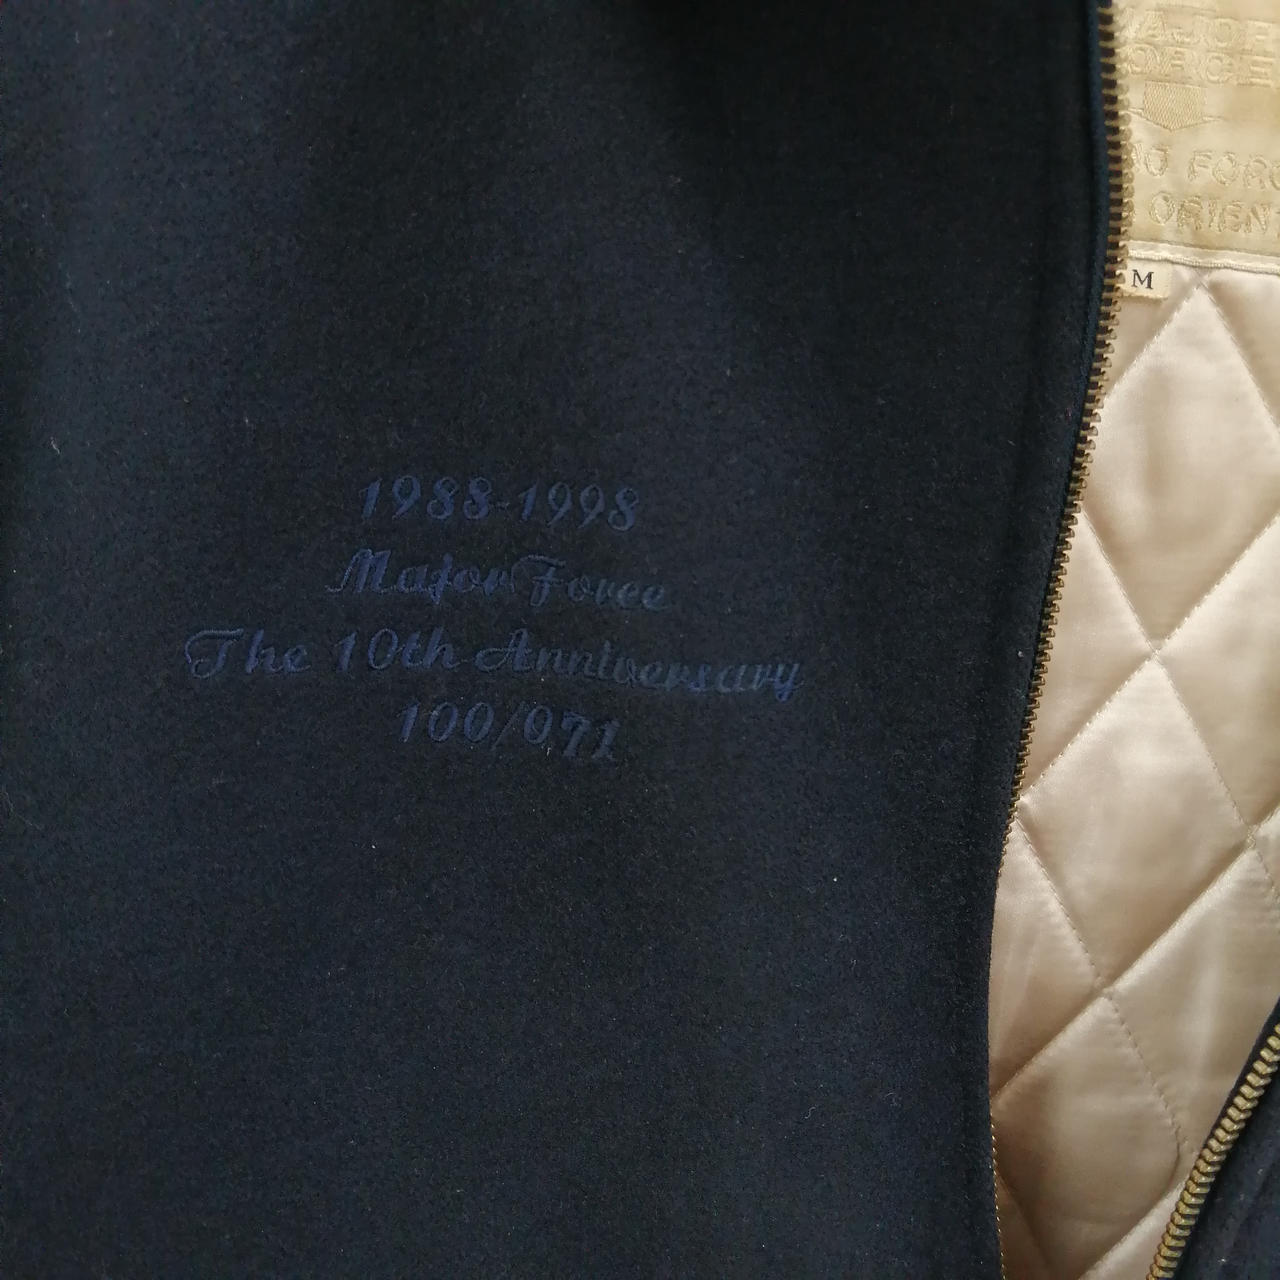 1988-1998
Major Force
The 10th Anniversary
100/071
M